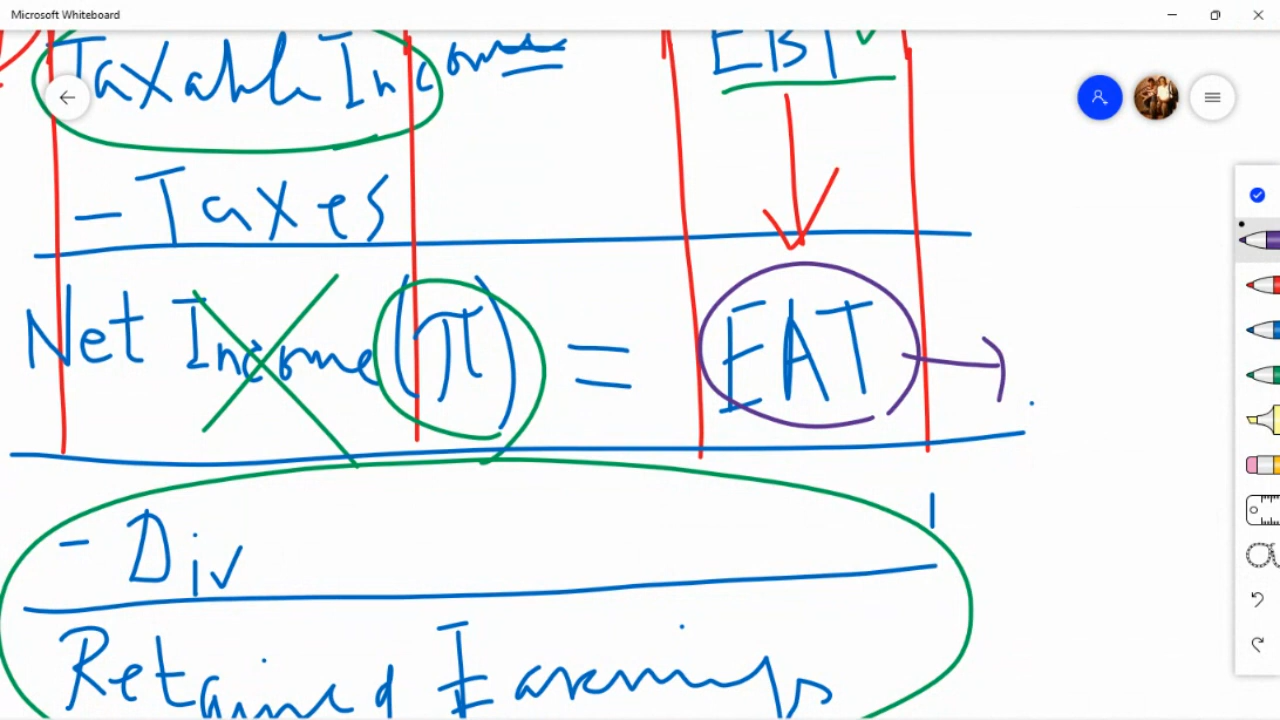 Microsoft Whiteboard
Taxable Income EBT
- Taxes
Net Income (π) = EAT
- Div
Retained Earnings